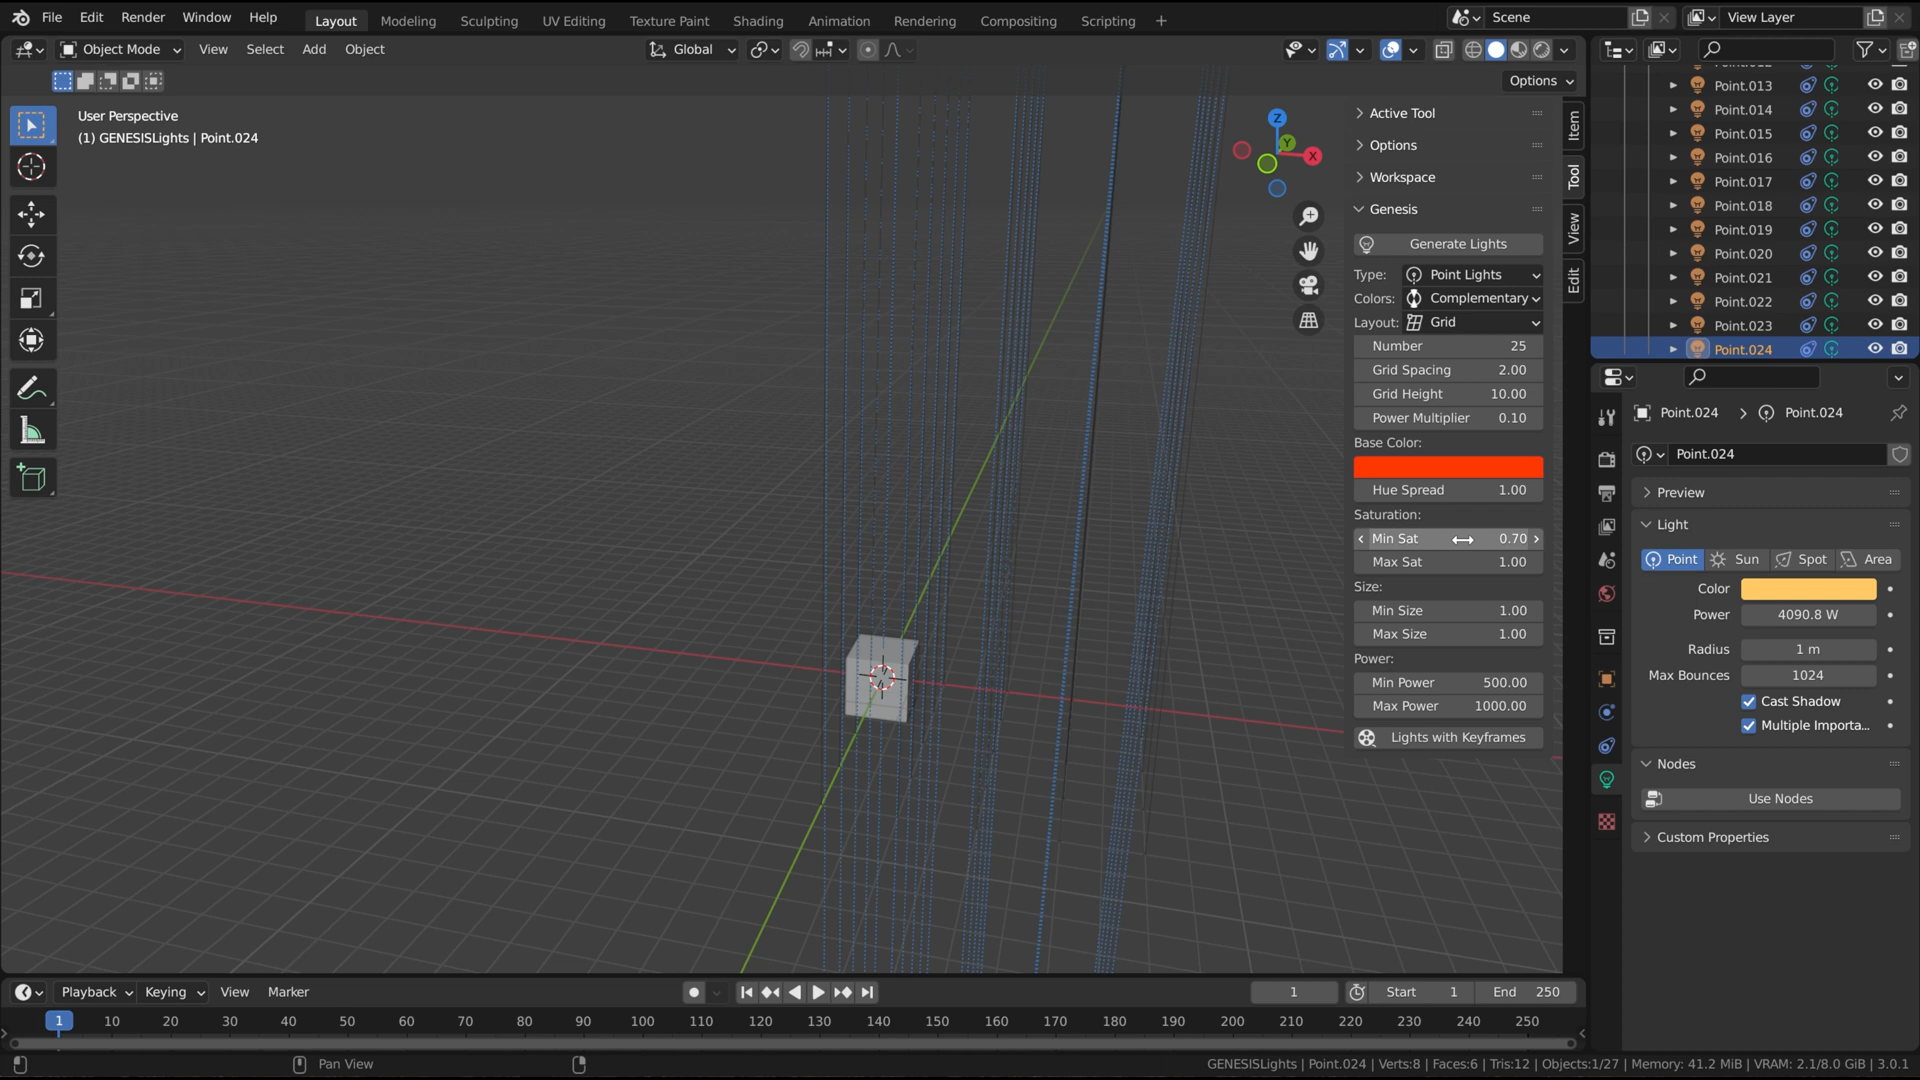 File Edit Render Window Help
Layout Modeling Sculpting UV Editing Texture Paint Shading Animation Rendering Compositing Scripting +
Scene
View Layer
Object Mode View Select Add Object
Global
Options
User Perspective
(1) GENESISLights | Point.024
Z
Y
X
Item
Tool
View
Edit
Active Tool
Options
Workspace
Genesis
Generate Lights
Type: Point Lights
Colors: Complementary
Layout: Grid
Number 25
Grid Spacing 2.00
Grid Height 10.00
Power Multiplier 0.10
Base Color:
Hue Spread 1.00
Saturation:
Min Sat 0.70
Max Sat 1.00
Size:
Min Size 1.00
Max Size 1.00
Power:
Min Power 500.00
Max Power 1000.00
Lights with Keyframes
Point.013
Point.014
Point.015
Point.016
Point.017
Point.018
Point.019
Point.020
Point.021
Point.022
Point.023
Point.024
Point.024 > Point.024
Point.024
Preview
Light
Point Sun Spot Area
Color
Power 4090.8 W
Radius 1 m
Max Bounces 1024
Cast Shadow
Multiple Importa...
Nodes
Use Nodes
Custom Properties
Playback Keying View Marker
1
Start 1
End 250
1 10 20 30 40 50 60 70 80 90 100 110 120 130 140 150 160 170 180 190 200 210 220 230 240 250
Pan View
GENESISLights | Point.024 | Verts:8 | Faces:6 | Tris:12 | Objects:1/27 | Memory: 41.2 MiB | VRAM: 2.1/8.0 GiB | 3.0.1